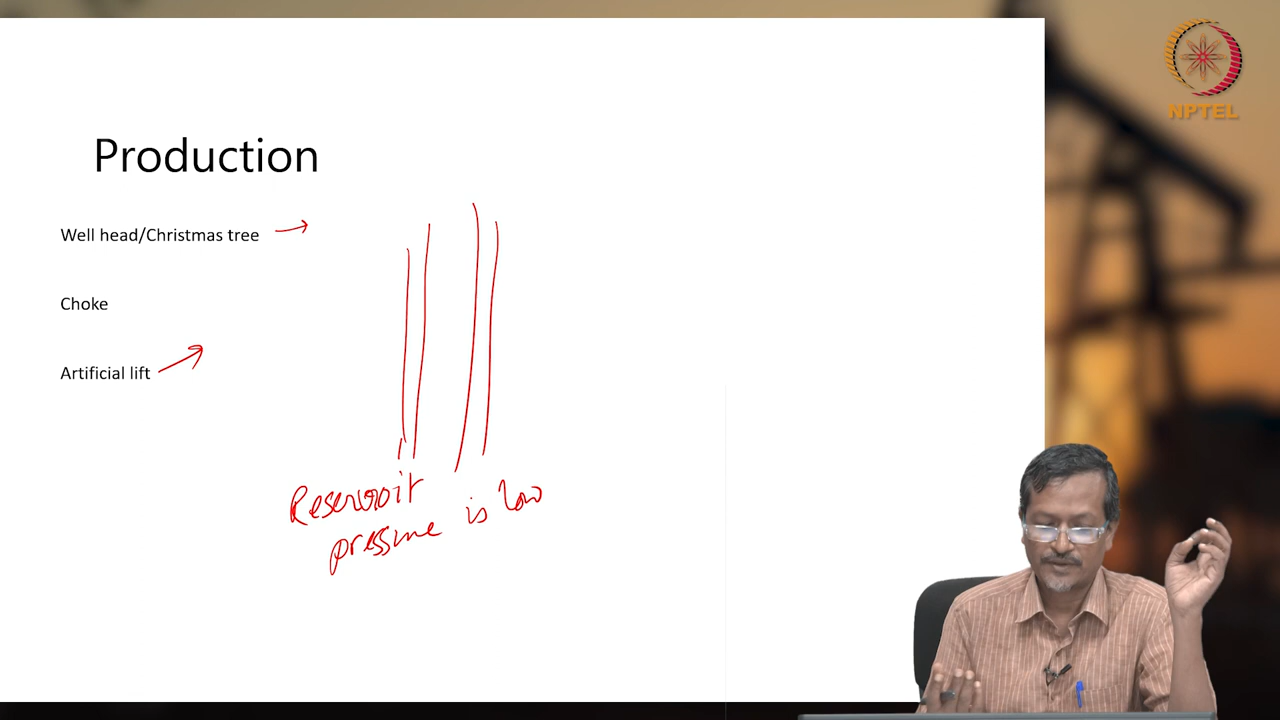 NPTEL
Production
Well head/Christmas tree
Choke
Artificial lift
Reservoir
pressure is low